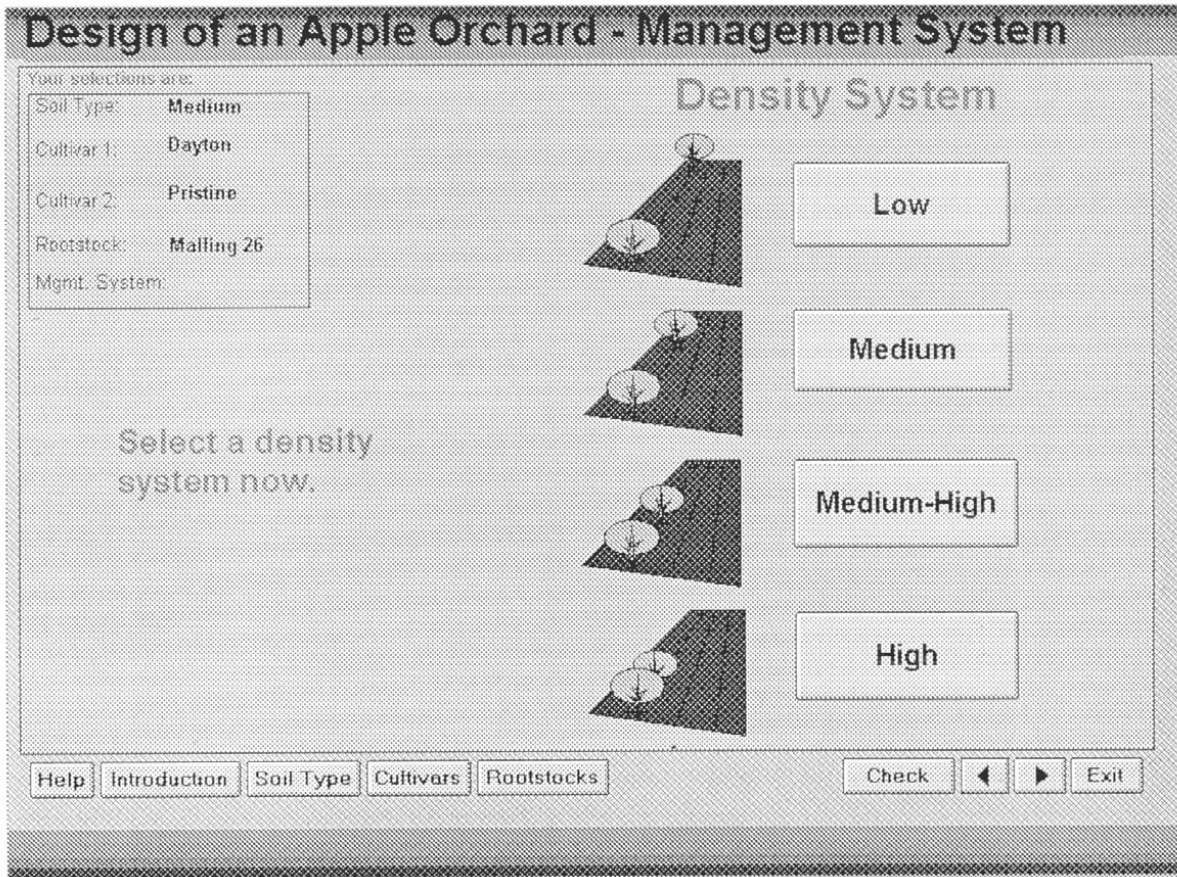 Design of an Apple Orchard - Management System
Your selections are:
Soil Type: Medium
Cultivar 1: Dayton
Cultivar 2: Pristine
Rootstock: Malling 26
Mgmt. System:
Density System
Low
Medium
Select a density
system now.
Medium-High
High
Help Introduction Soil Type Cultivars Rootstocks Check Exit